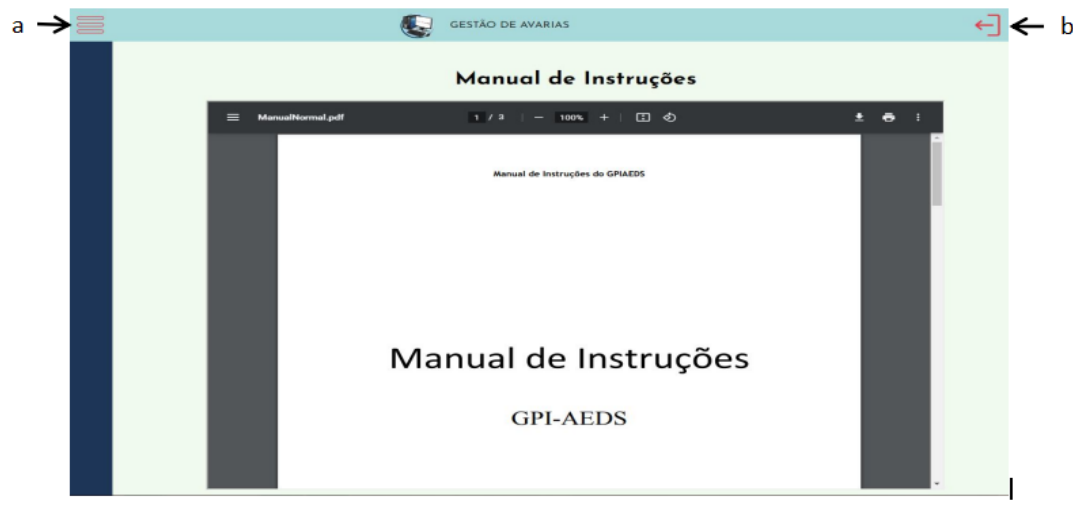 a
GESTÃO DE AVARIAS
b
Manual de Instruções
ManualNormal.pdf 1 / 3 | − 100% + |
Manual de Instruções do GPIAEDS
Manual de Instruções
GPI-AEDS